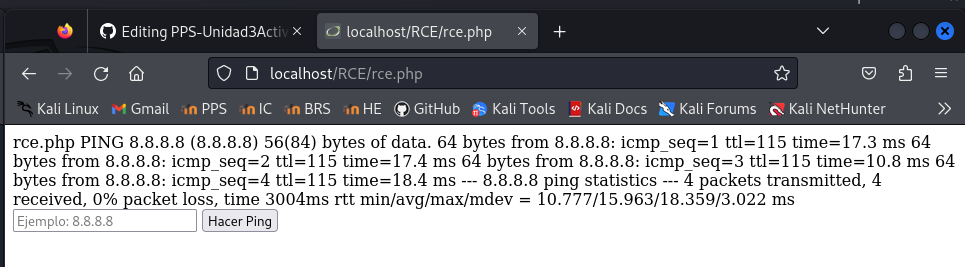 Editing PPS-Unidad3Activ
localhost/RCE/rce.php
localhost/RCE/rce.php
Kali Linux Gmail PPS IC BRS HE GitHub Kali Tools Kali Docs Kali Forums Kali NetHunter
rce.php PING 8.8.8.8 (8.8.8.8) 56(84) bytes of data. 64 bytes from 8.8.8.8: icmp_seq=1 ttl=115 time=17.3 ms 64
bytes from 8.8.8.8: icmp_seq=2 ttl=115 time=17.4 ms 64 bytes from 8.8.8.8: icmp_seq=3 ttl=115 time=10.8 ms 64
bytes from 8.8.8.8: icmp_seq=4 ttl=115 time=18.4 ms --- 8.8.8.8 ping statistics --- 4 packets transmitted, 4
received, 0% packet loss, time 3004ms rtt min/avg/max/mdev = 10.777/15.963/18.359/3.022 ms
Ejemplo: 8.8.8.8 Hacer Ping